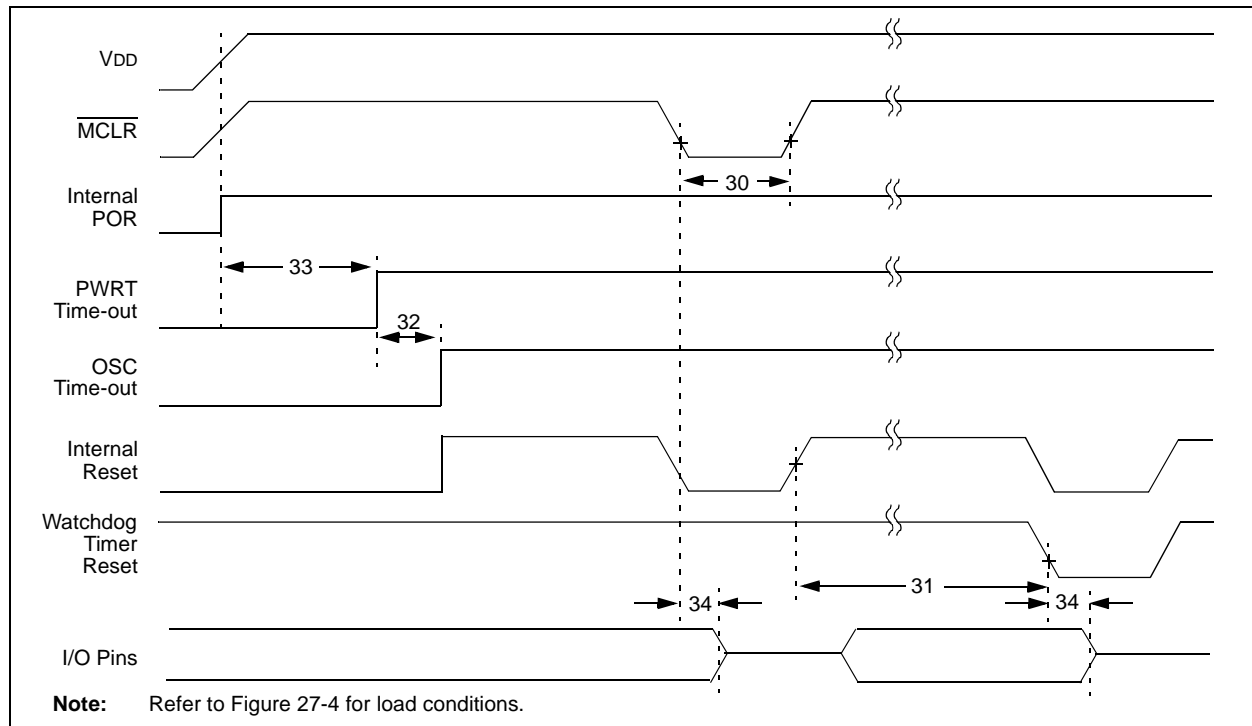 VDD
MCLR
Internal
POR
30
33
PWRT
Time-out
32
OSC
Time-out
Internal
Reset
Watchdog
Timer
Reset
31
34
34
I/O Pins
Note: Refer to Figure 27-4 for load conditions.